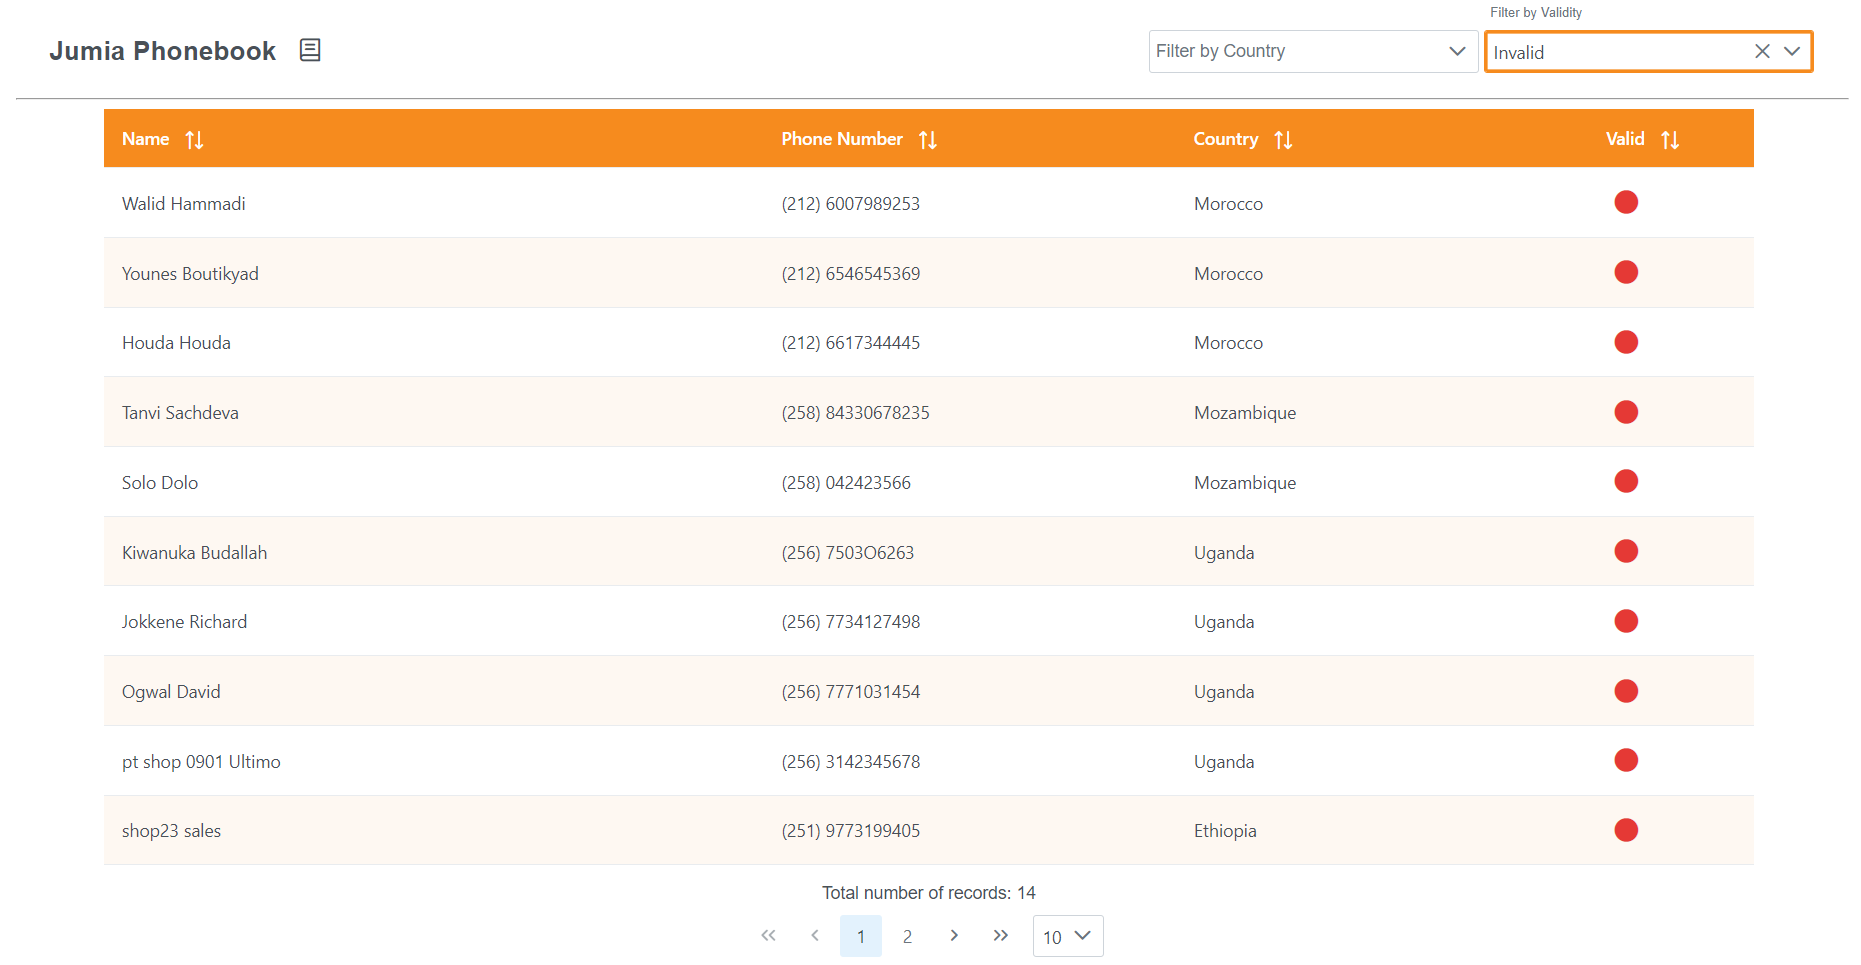 Jumia Phonebook
Filter by Country
Filter by Validity
Invalid
Name Phone Number Country Valid
Walid Hammadi (212) 6007989253 Morocco
Younes Boutikyad (212) 6546545369 Morocco
Houda Houda (212) 6617344445 Morocco
Tanvi Sachdeva (258) 84330678235 Mozambique
Solo Dolo (258) 042423566 Mozambique
Kiwanuka Budallah (256) 7503O6263 Uganda
Jokkene Richard (256) 7734127498 Uganda
Ogwal David (256) 7771031454 Uganda
pt shop 0901 Ultimo (256) 3142345678 Uganda
shop23 sales (251) 9773199405 Ethiopia
Total number of records: 14
1 2 10